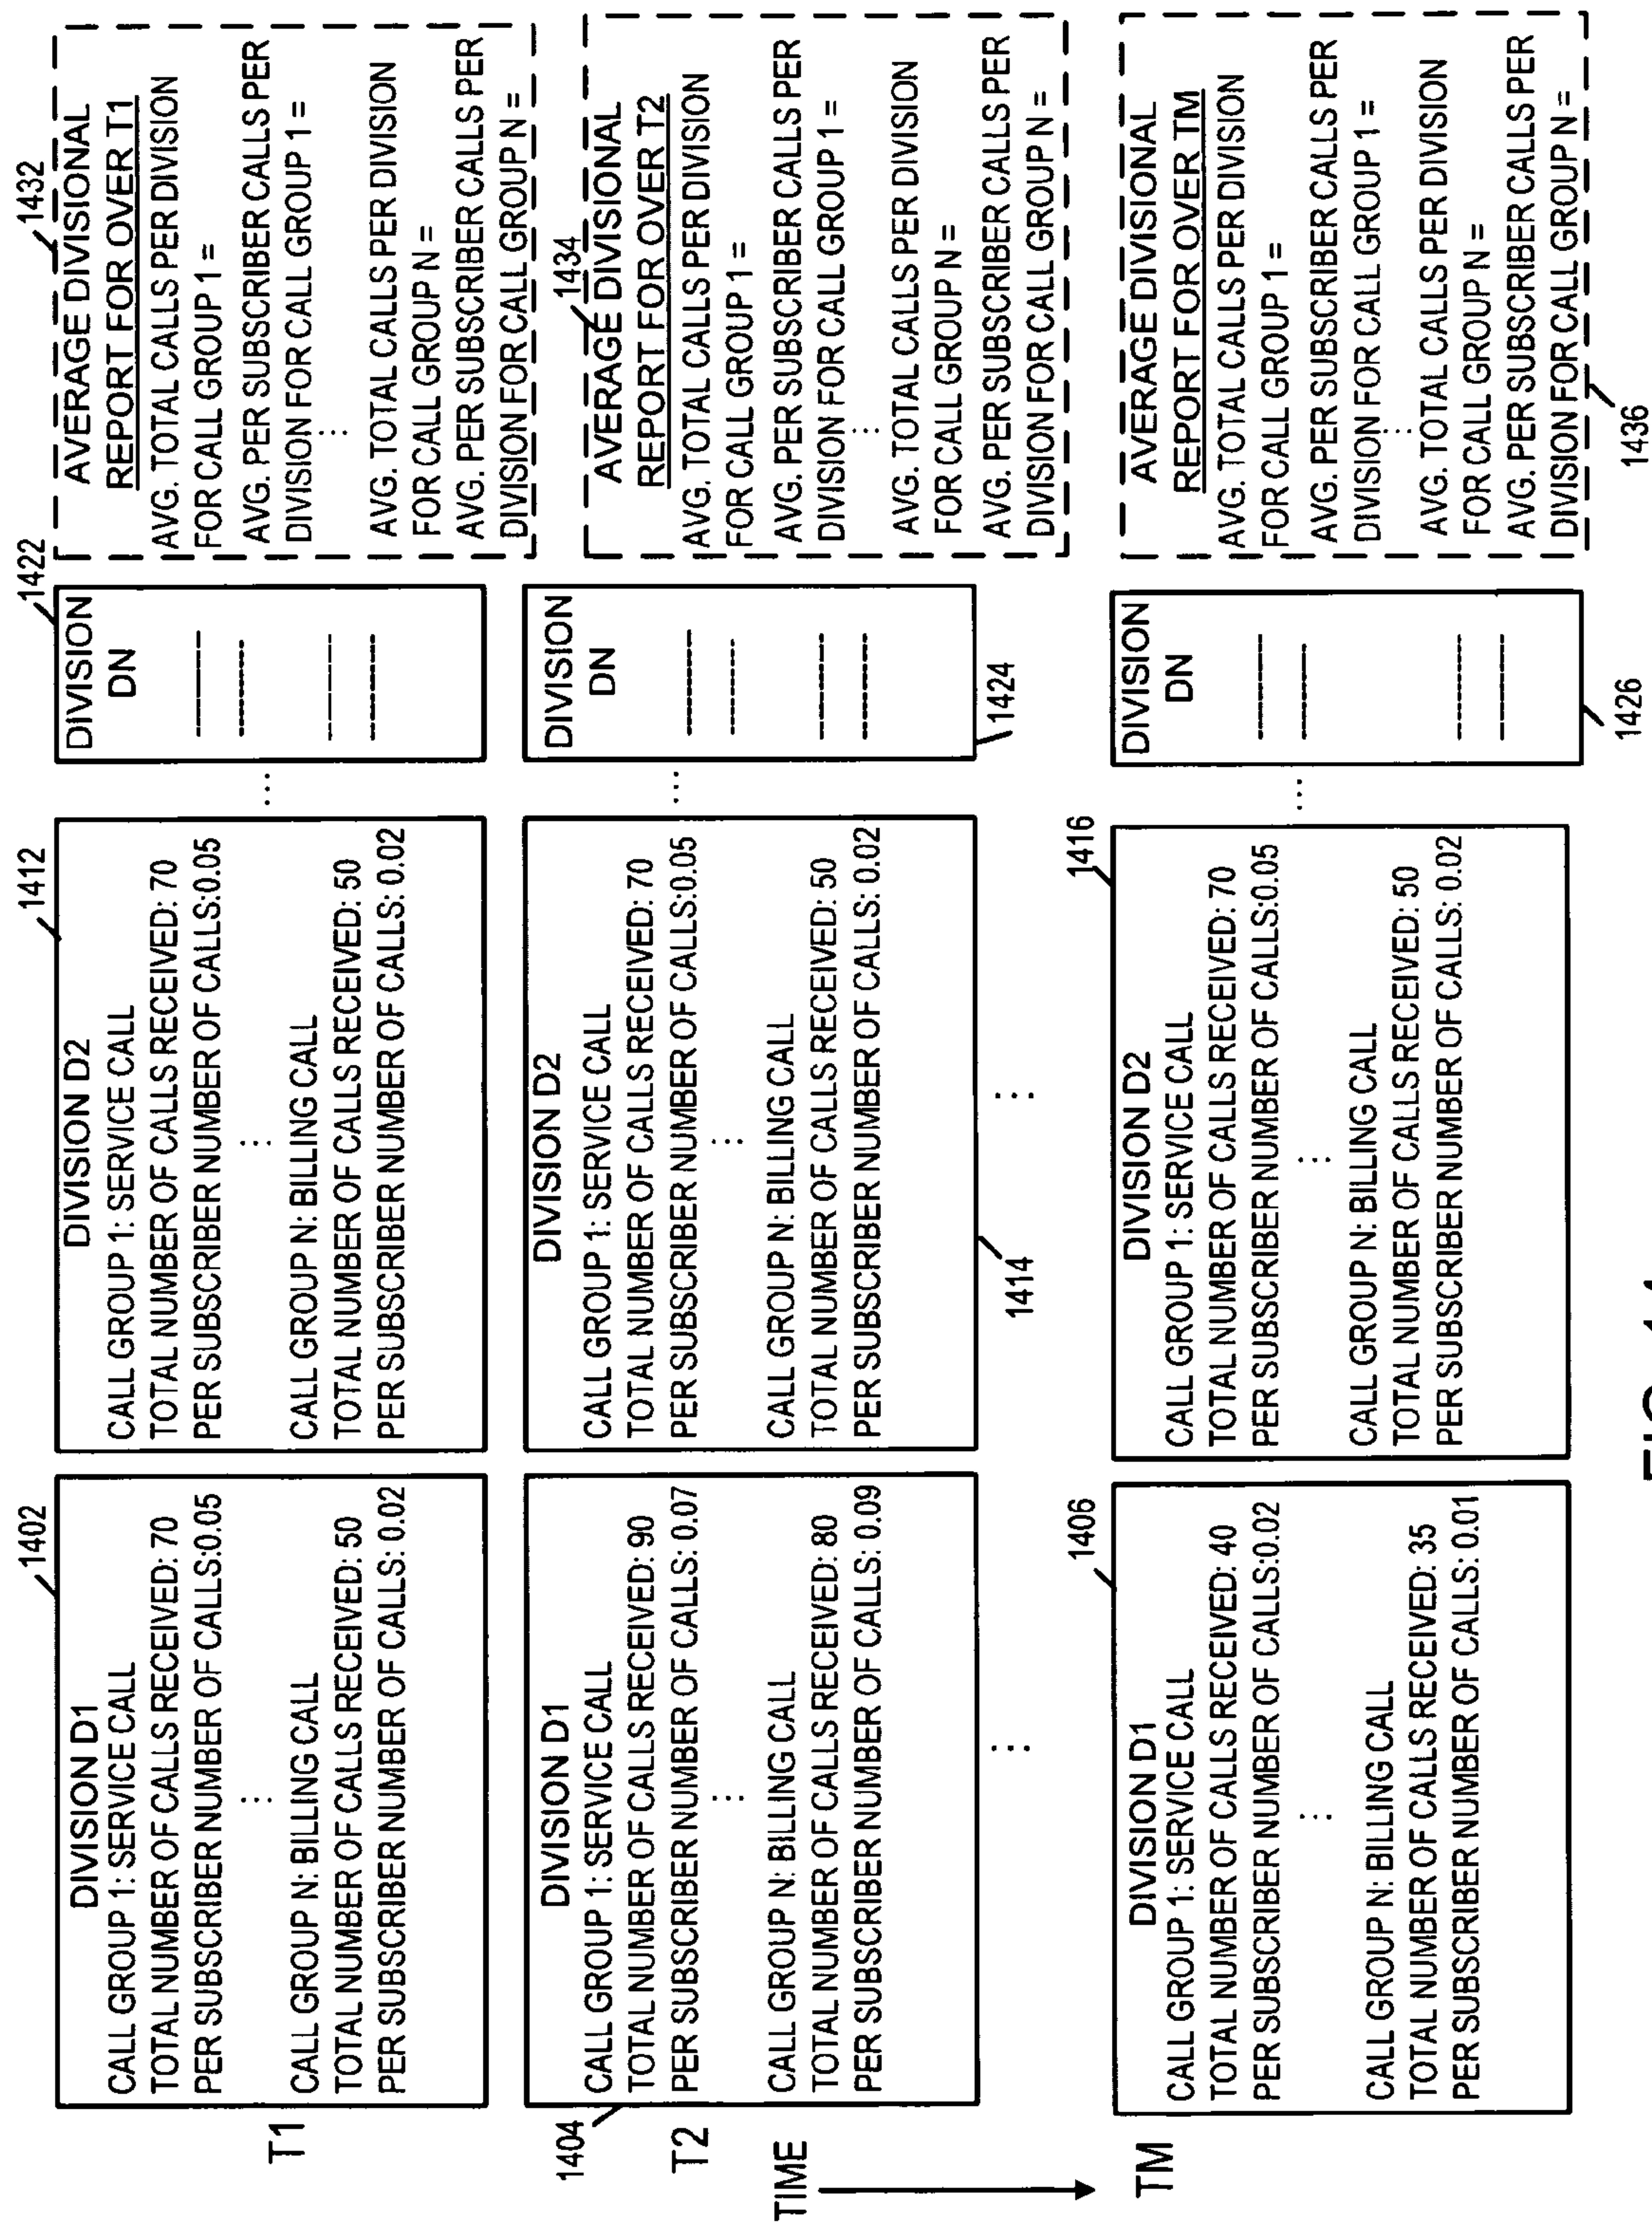 1402
DIVISION D1
CALL GROUP 1: SERVICE CALL
TOTAL NUMBER OF CALLS RECEIVED: 70
PER SUBSCRIBER NUMBER OF CALLS:0.05
⋮
CALL GROUP N: BILLING CALL
TOTAL NUMBER OF CALLS RECEIVED: 50
PER SUBSCRIBER NUMBER OF CALLS: 0.02
T1
1412
DIVISION D2
CALL GROUP 1: SERVICE CALL
TOTAL NUMBER OF CALLS RECEIVED: 70
PER SUBSCRIBER NUMBER OF CALLS:0.05
⋮
CALL GROUP N: BILLING CALL
TOTAL NUMBER OF CALLS RECEIVED: 50
PER SUBSCRIBER NUMBER OF CALLS: 0.02
...
1422
DIVISION
DN
1432
AVERAGE DIVISIONAL
REPORT FOR OVER T1
AVG. TOTAL CALLS PER DIVISION
FOR CALL GROUP 1 =
AVG. PER SUBSCRIBER CALLS PER
DIVISION FOR CALL GROUP 1 =
⋮
AVG. TOTAL CALLS PER DIVISION
FOR CALL GROUP N =
AVG. PER SUBSCRIBER CALLS PER
DIVISION FOR CALL GROUP N =
1404
T2
TIME
DIVISION D1
CALL GROUP 1: SERVICE CALL
TOTAL NUMBER OF CALLS RECEIVED: 90
PER SUBSCRIBER NUMBER OF CALLS: 0.07
⋮
CALL GROUP N: BILLING CALL
TOTAL NUMBER OF CALLS RECEIVED: 80
PER SUBSCRIBER NUMBER OF CALLS: 0.09
⋮
DIVISION D2
CALL GROUP 1: SERVICE CALL
TOTAL NUMBER OF CALLS RECEIVED: 70
PER SUBSCRIBER NUMBER OF CALLS:0.05
⋮
CALL GROUP N: BILLING CALL
TOTAL NUMBER OF CALLS RECEIVED: 50
PER SUBSCRIBER NUMBER OF CALLS: 0.02
1414
⋮
...
DIVISION
DN
1424
1434
AVERAGE DIVISIONAL
REPORT FOR OVER T2
AVG. TOTAL CALLS PER DIVISION
FOR CALL GROUP 1 =
AVG. PER SUBSCRIBER CALLS PER
DIVISION FOR CALL GROUP 1 =
⋮
AVG. TOTAL CALLS PER DIVISION
FOR CALL GROUP N =
AVG. PER SUBSCRIBER CALLS PER
DIVISION FOR CALL GROUP N =
TM
1406
DIVISION D1
CALL GROUP 1: SERVICE CALL
TOTAL NUMBER OF CALLS RECEIVED: 40
PER SUBSCRIBER NUMBER OF CALLS:0.02
⋮
CALL GROUP N: BILLING CALL
TOTAL NUMBER OF CALLS RECEIVED: 35
PER SUBSCRIBER NUMBER OF CALLS: 0.01
1416
DIVISION D2
CALL GROUP 1: SERVICE CALL
TOTAL NUMBER OF CALLS RECEIVED: 70
PER SUBSCRIBER NUMBER OF CALLS:0.05
⋮
CALL GROUP N: BILLING CALL
TOTAL NUMBER OF CALLS RECEIVED: 50
PER SUBSCRIBER NUMBER OF CALLS: 0.02
...
DIVISION
DN
1426
AVERAGE DIVISIONAL
REPORT FOR OVER TM
AVG. TOTAL CALLS PER DIVISION
FOR CALL GROUP 1 =
AVG. PER SUBSCRIBER CALLS PER
DIVISION FOR CALL GROUP 1 =
⋮
AVG. TOTAL CALLS PER DIVISION
FOR CALL GROUP N =
AVG. PER SUBSCRIBER CALLS PER
DIVISION FOR CALL GROUP N =
1436